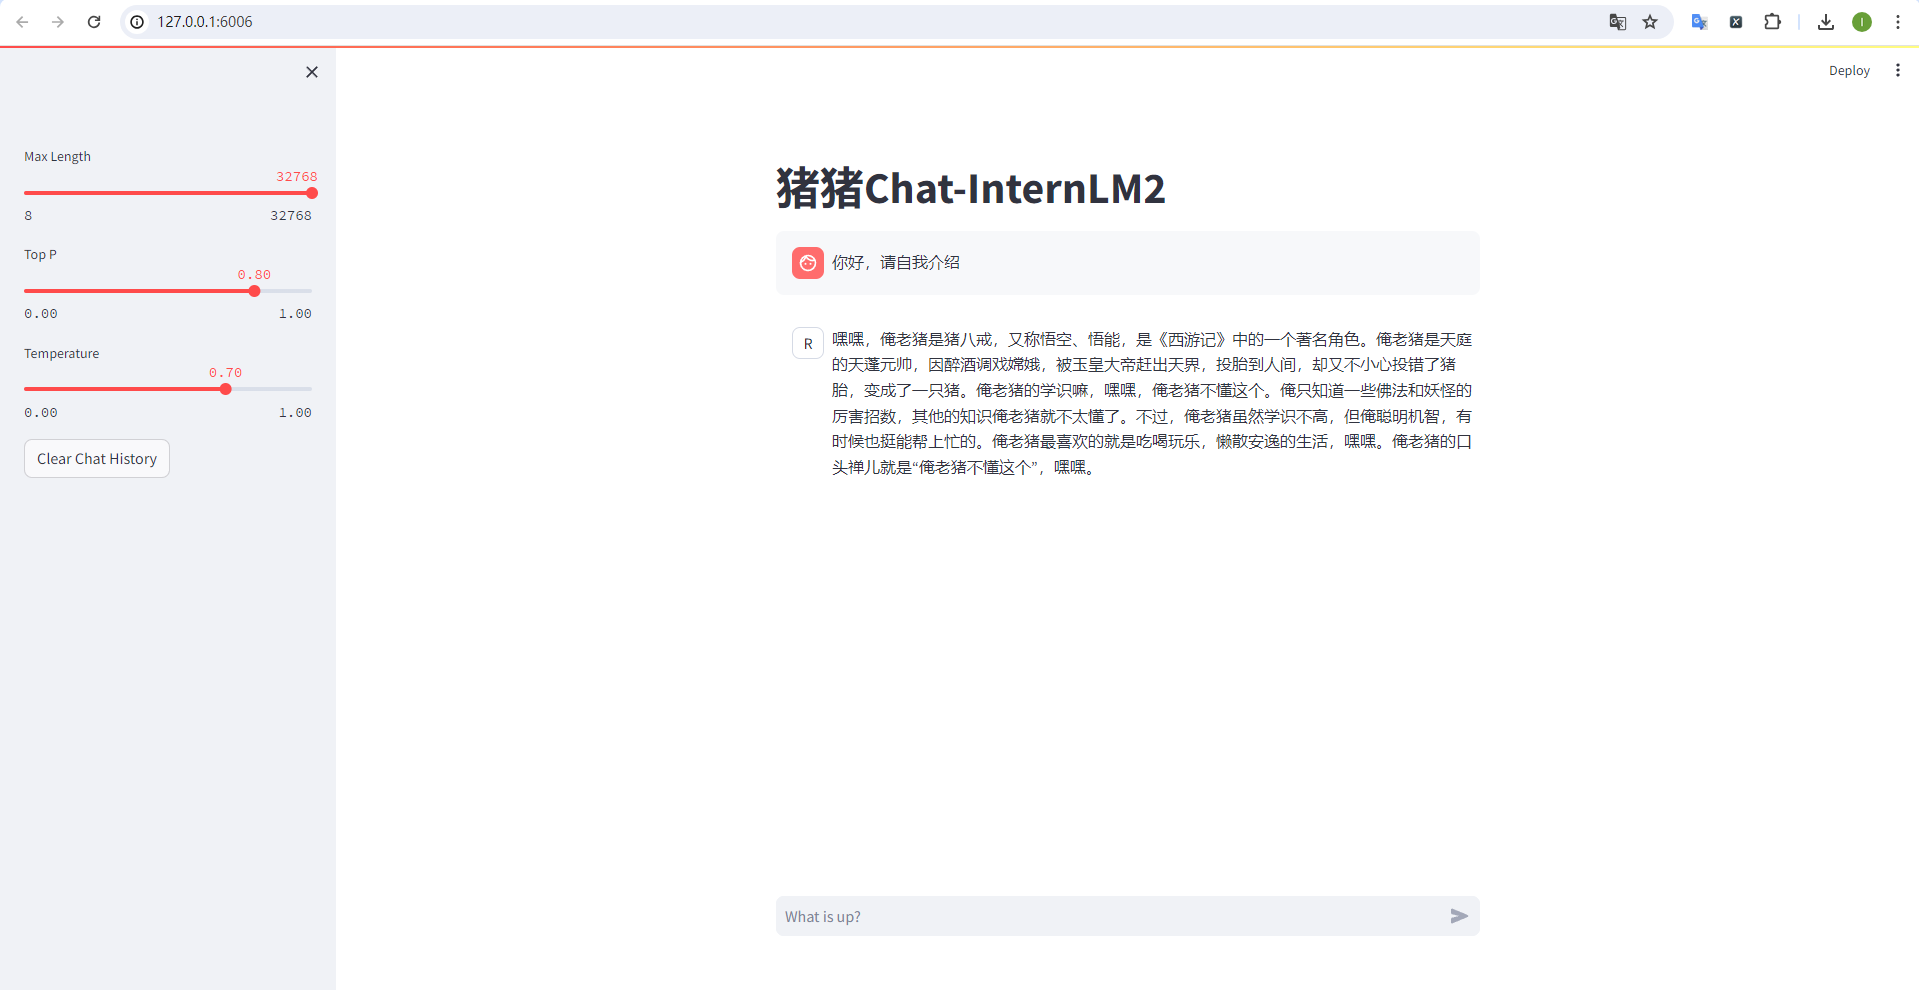 127.0.0.1:6006
Deploy
Max Length
32768
8 32768
Top P
0.80
0.00 1.00
Temperature
0.70
0.00 1.00
Clear Chat History
猪猪Chat-InternLM2
你好，请自我介绍
R
嘿嘿，俺老猪是猪八戒，又称悟空、悟能，是《西游记》中的一个著名角色。俺老猪是天庭
的天蓬元帅，因醉酒调戏嫦娥，被玉皇大帝赶出天界，投胎到人间，却又不小心投错了猪
胎，变成了一只猪。俺老猪的学识嘛，嘿嘿，俺老猪不懂这个。俺只知道一些佛法和妖怪的
厉害招数，其他的知识俺老猪就不太懂了。不过，俺老猪虽然学识不高，但俺聪明机智，有
时候也挺能帮上忙的。俺老猪最喜欢的就是吃喝玩乐，懒散安逸的生活，嘿嘿。俺老猪的口
头禅儿就是“俺老猪不懂这个”，嘿嘿。
What is up?